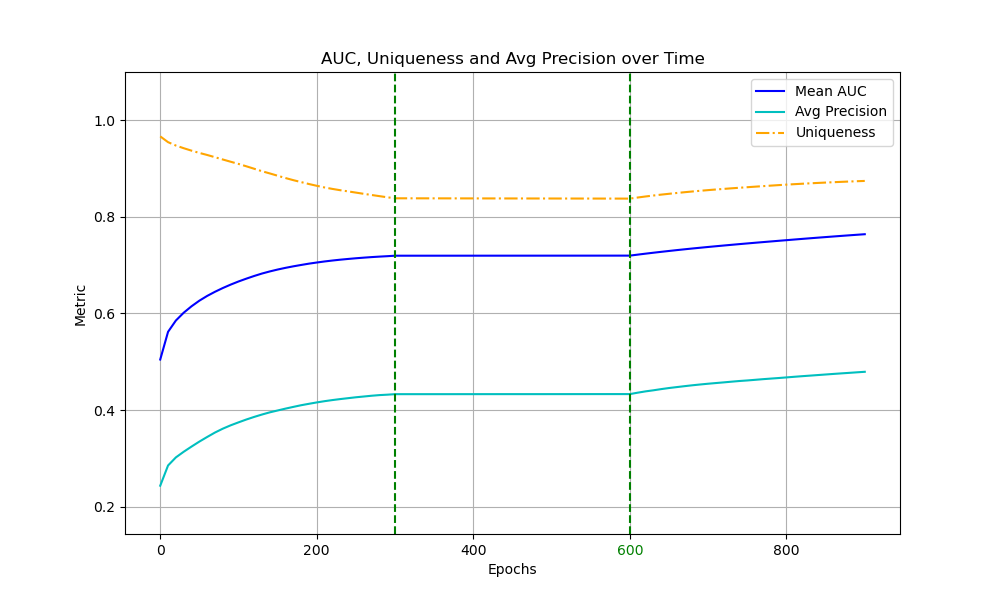 AUC, Uniqueness and Avg Precision over Time
Mean AUC
Avg Precision
Uniqueness
1.0
0.8
0.6
0.4
0.2
Metric
0 200 400 600 800
Epochs